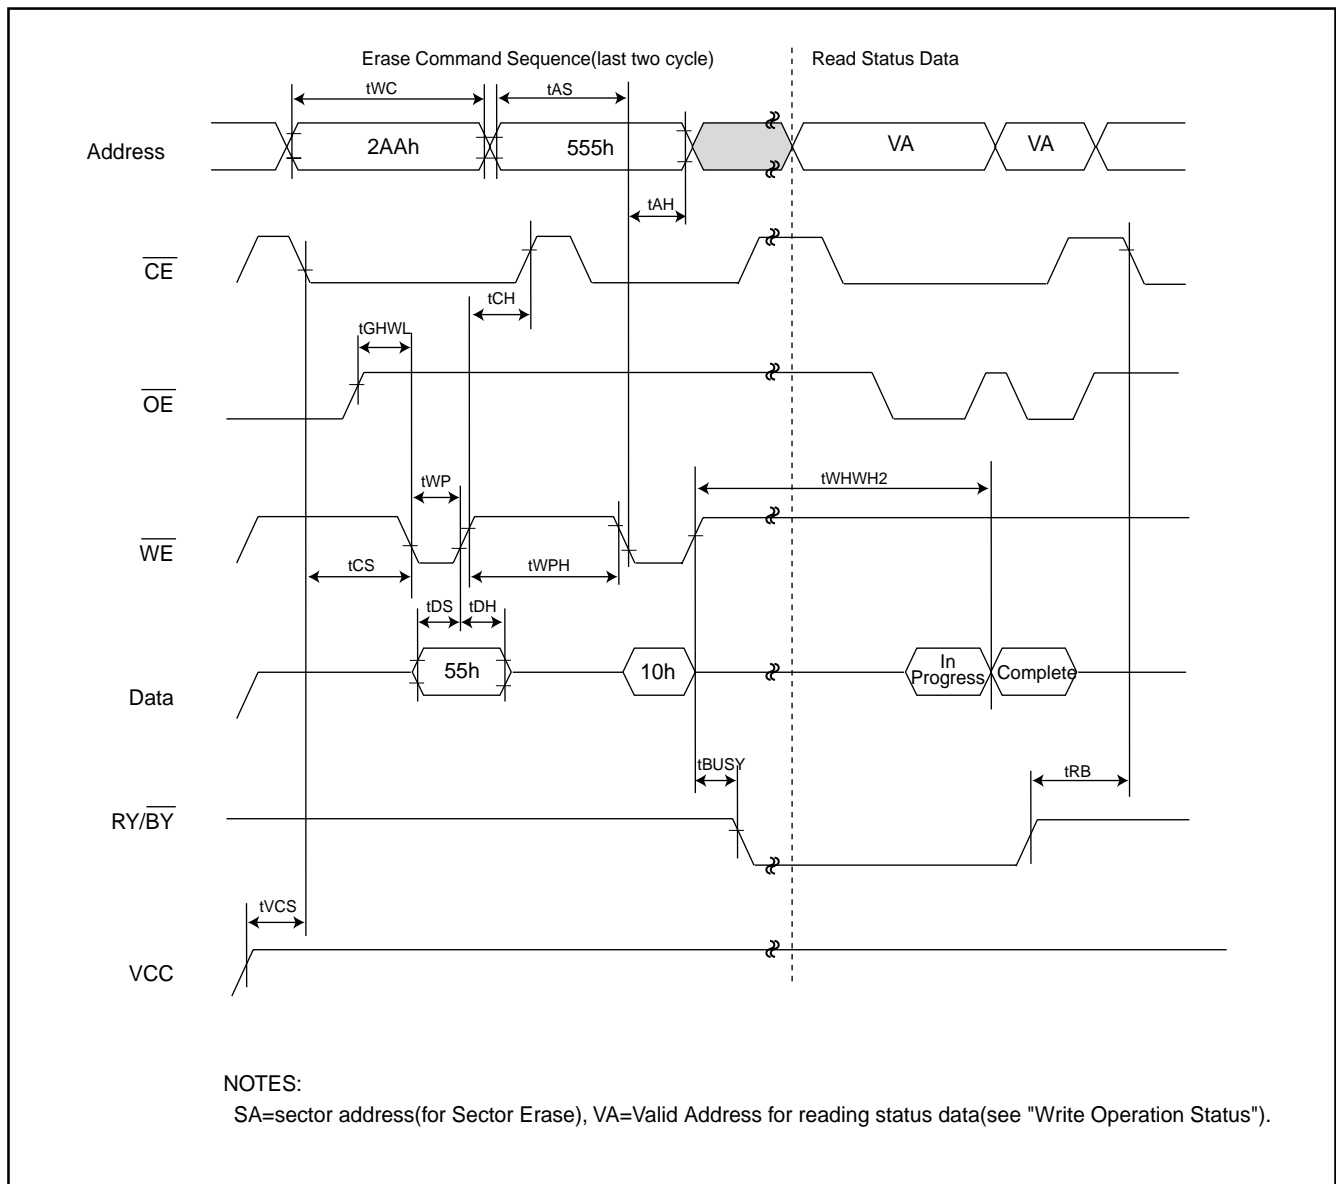 Erase Command Sequence(last two cycle)
Read Status Data
tWC
tAS
Address
2AAh
555h
VA
VA
tAH
CE
tCH
tGHWL
OE
tWP
tWHWH2
WE
tCS
tWPH
tDS
tDH
Data
55h
10h
In
Progress
Complete
tBUSY
tRB
RY/BY
tVCS
VCC
NOTES:
SA=sector address(for Sector Erase), VA=Valid Address for reading status data(see "Write Operation Status").